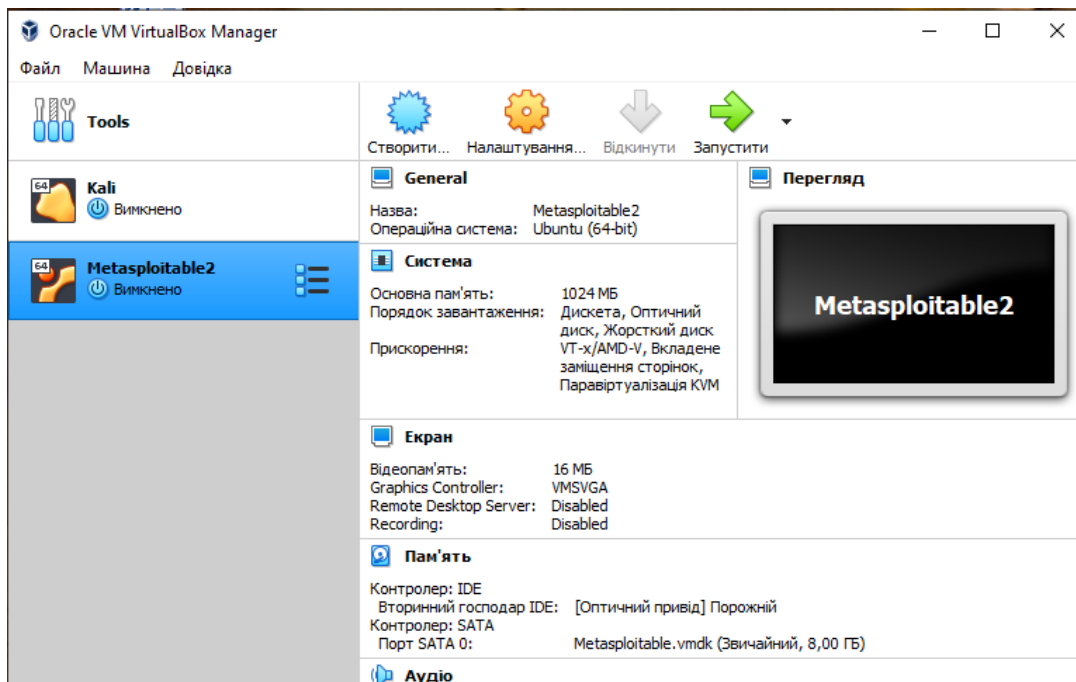 Oracle VM VirtualBox Manager
Файл Машина Довідка
Tools
Створити... Налаштування... Відкинути Запустити
64
Kali
Вимкнено
64
Metasploitable2
Вимкнено
General
Назва: Metasploitable2
Операційна система: Ubuntu (64-bit)
Перегляд
Metasploitable2
Система
Основна пам'ять: 1024 МБ
Порядок завантаження: Дискета, Оптичний
диск, Жорсткий диск
Прискорення: VT-x/AMD-V, Вкладене
заміщення сторінок,
Паравіртуалізація KVM
Екран
Відеопам'ять: 16 МБ
Graphics Controller: VMSVGA
Remote Desktop Server: Disabled
Recording: Disabled
Пам'ять
Контролер: IDE
Вторинний господар IDE: [Оптичний привід] Порожній
Контролер: SATA
Порт SATA 0: Metasploitable.vmdk (Звичайний, 8,00 ГБ)
Аудіо